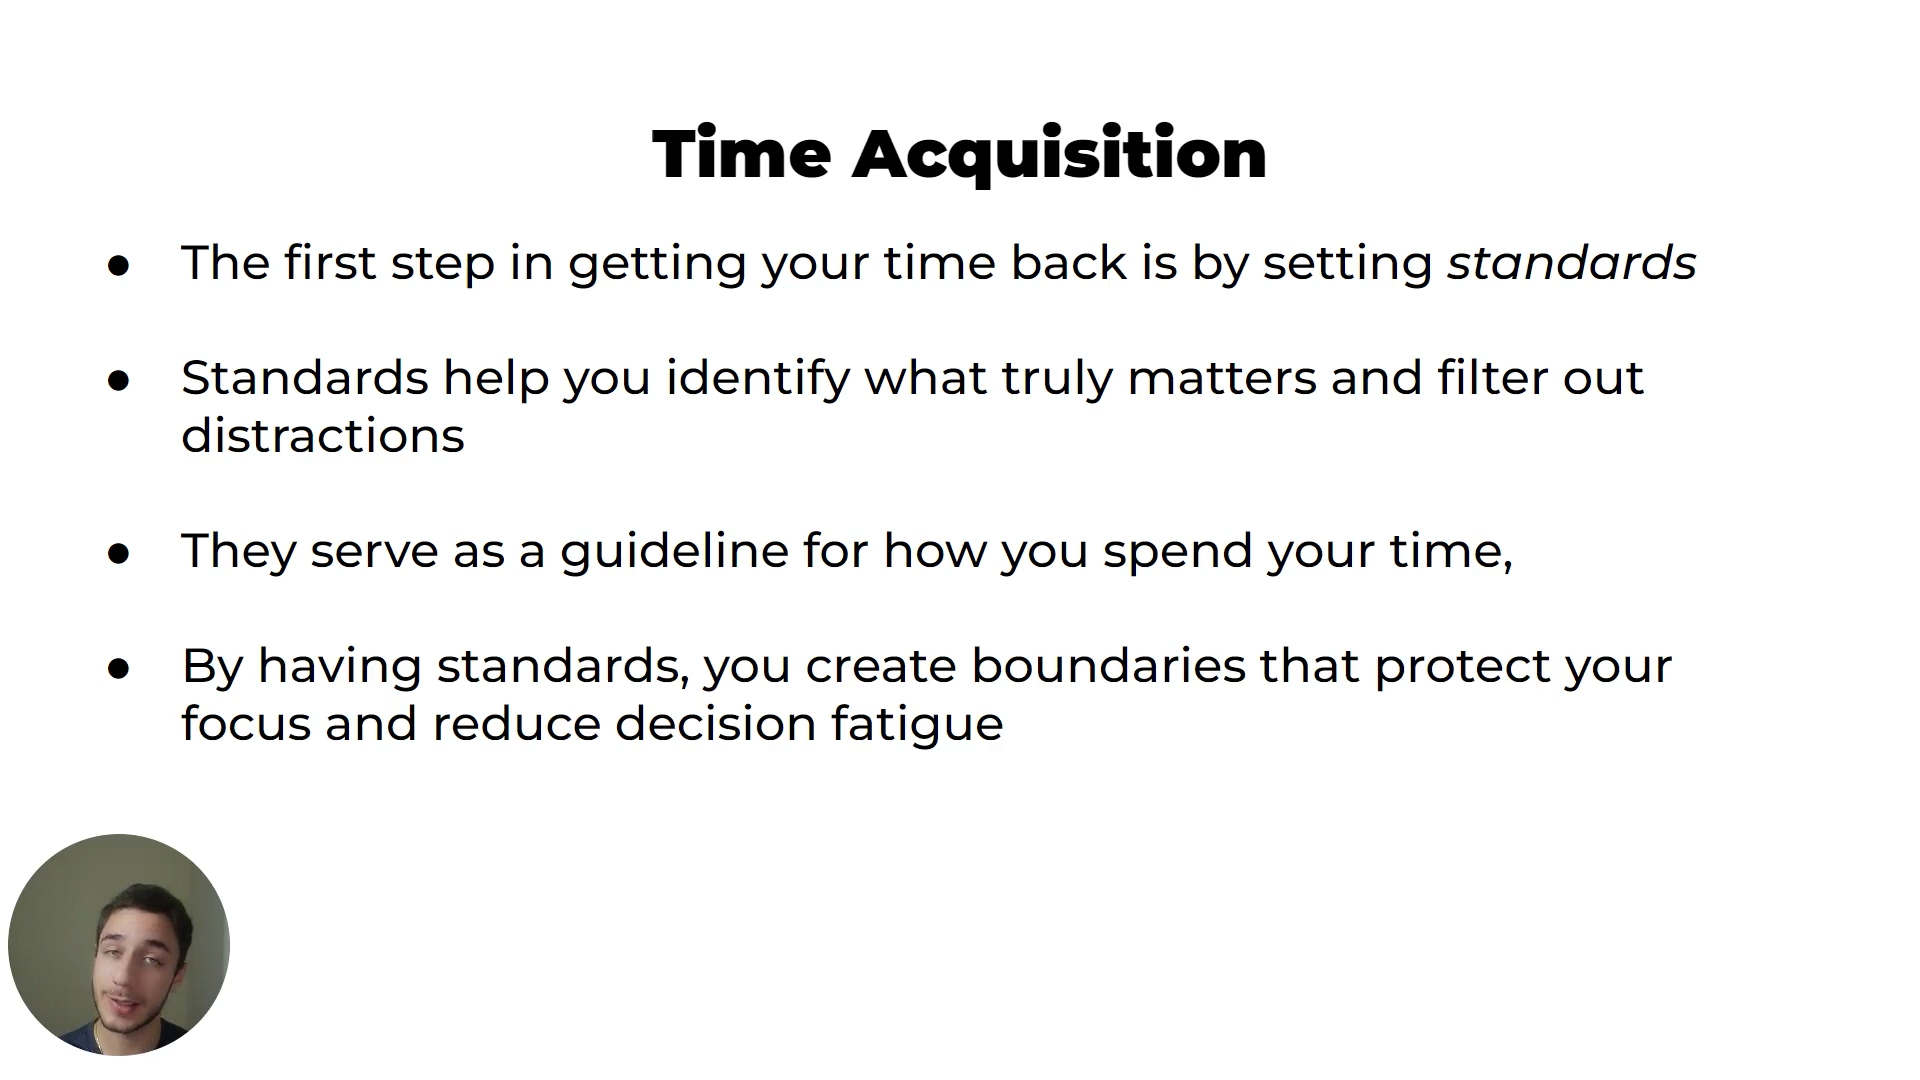 Time Acquisition
● The first step in getting your time back is by setting standards
● Standards help you identify what truly matters and filter out
distractions
● They serve as a guideline for how you spend your time,
● By having standards, you create boundaries that protect your
focus and reduce decision fatigue